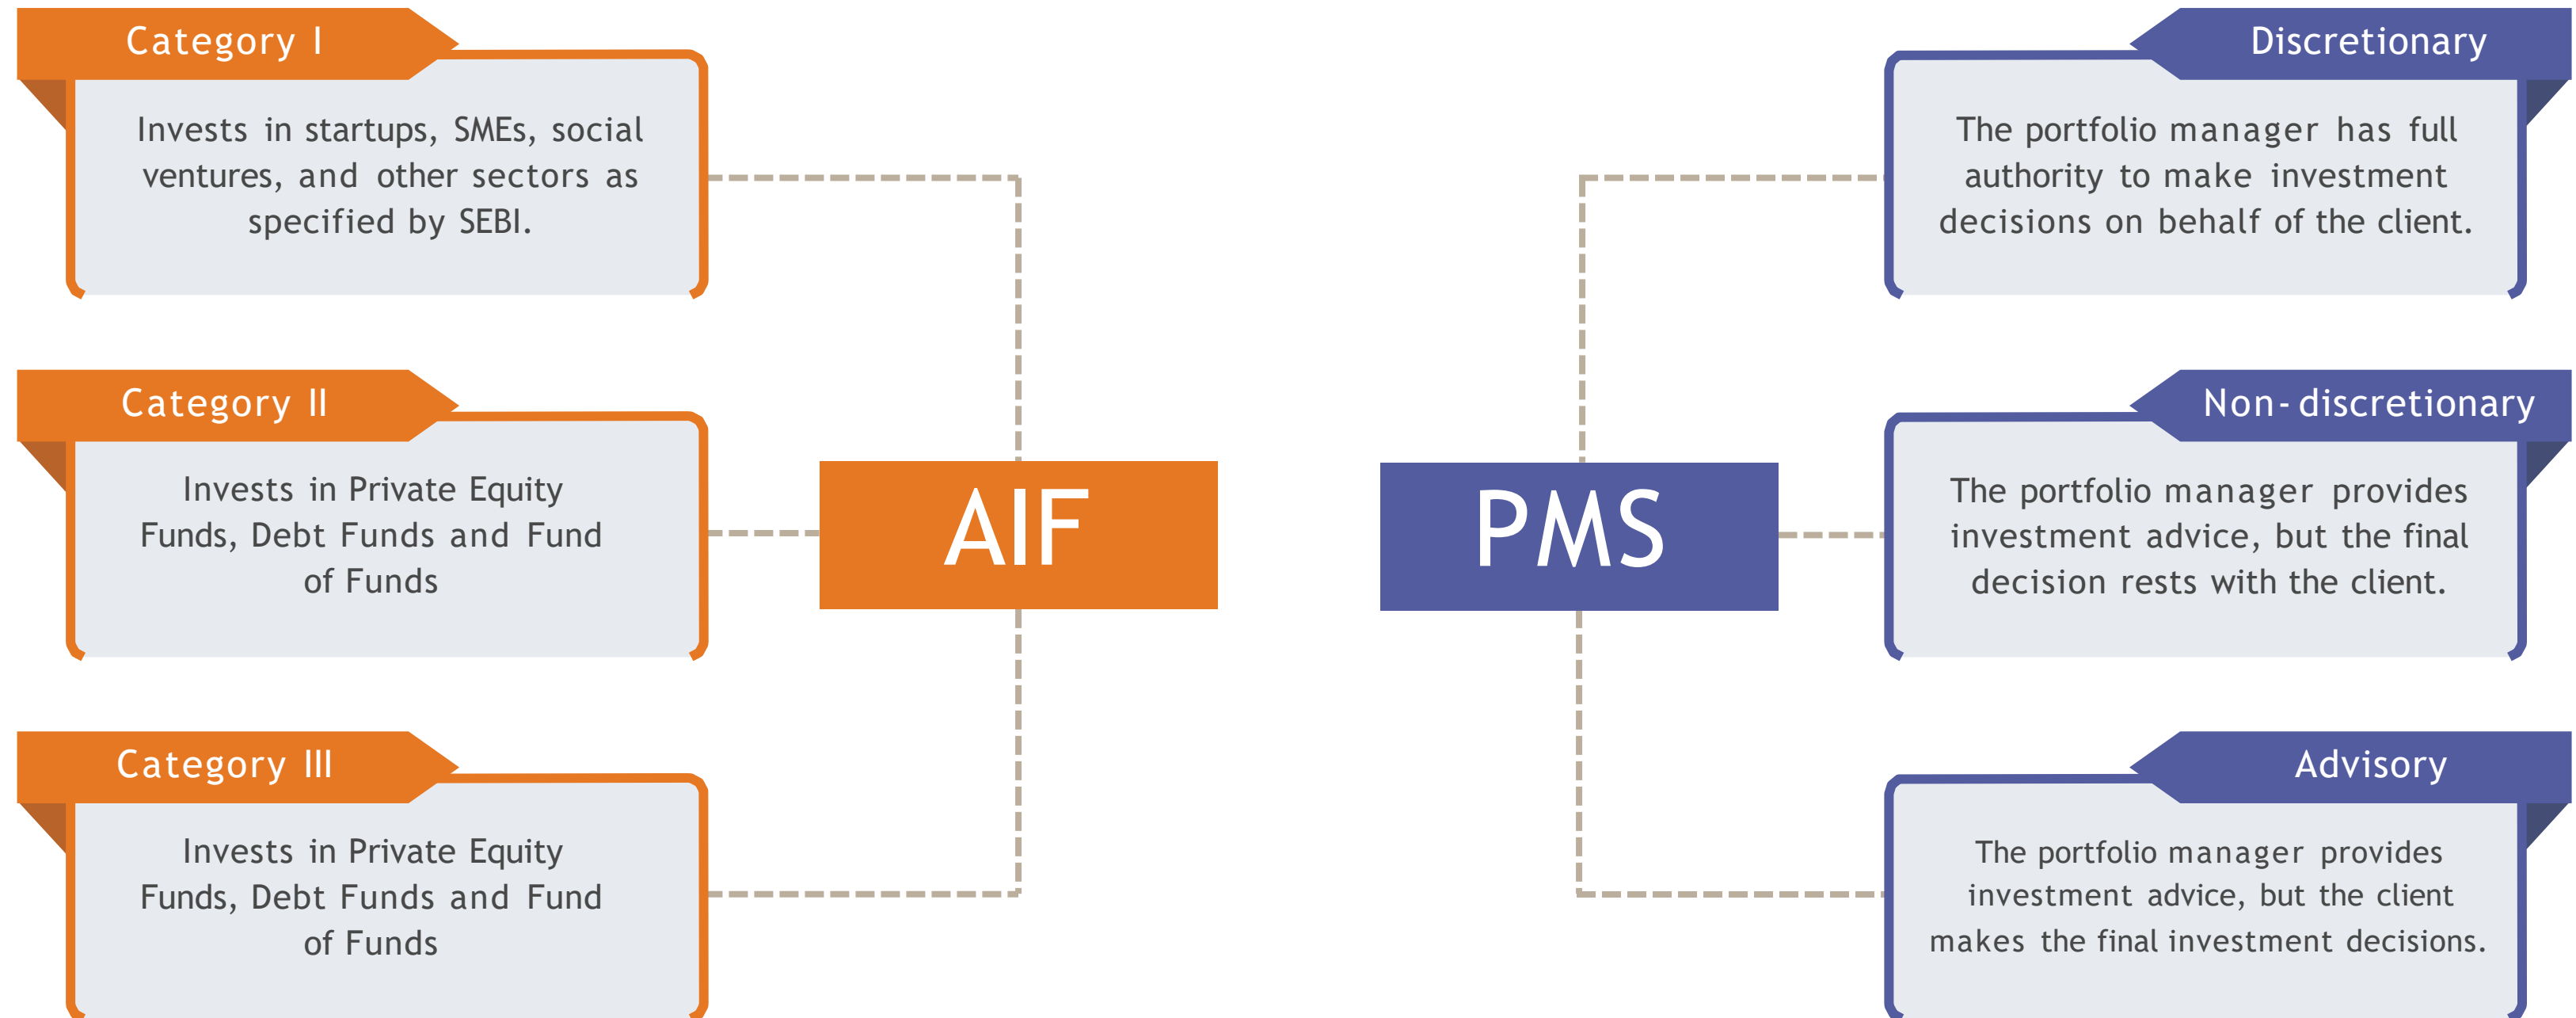 Category I
Invests in startups, SMEs, social
ventures, and other sectors as
specified by SEBI.
Category II
Invests in Private Equity
Funds, Debt Funds and Fund
of Funds
Category III
Invests in Private Equity
Funds, Debt Funds and Fund
of Funds
AIF
PMS
Discretionary
The portfolio manager has full
authority to make investment
decisions on behalf of the client.
Non-discretionary
The portfolio manager provides
investment advice, but the final
decision rests with the client.
Advisory
The portfolio manager provides
investment advice, but the client
makes the final investment decisions.